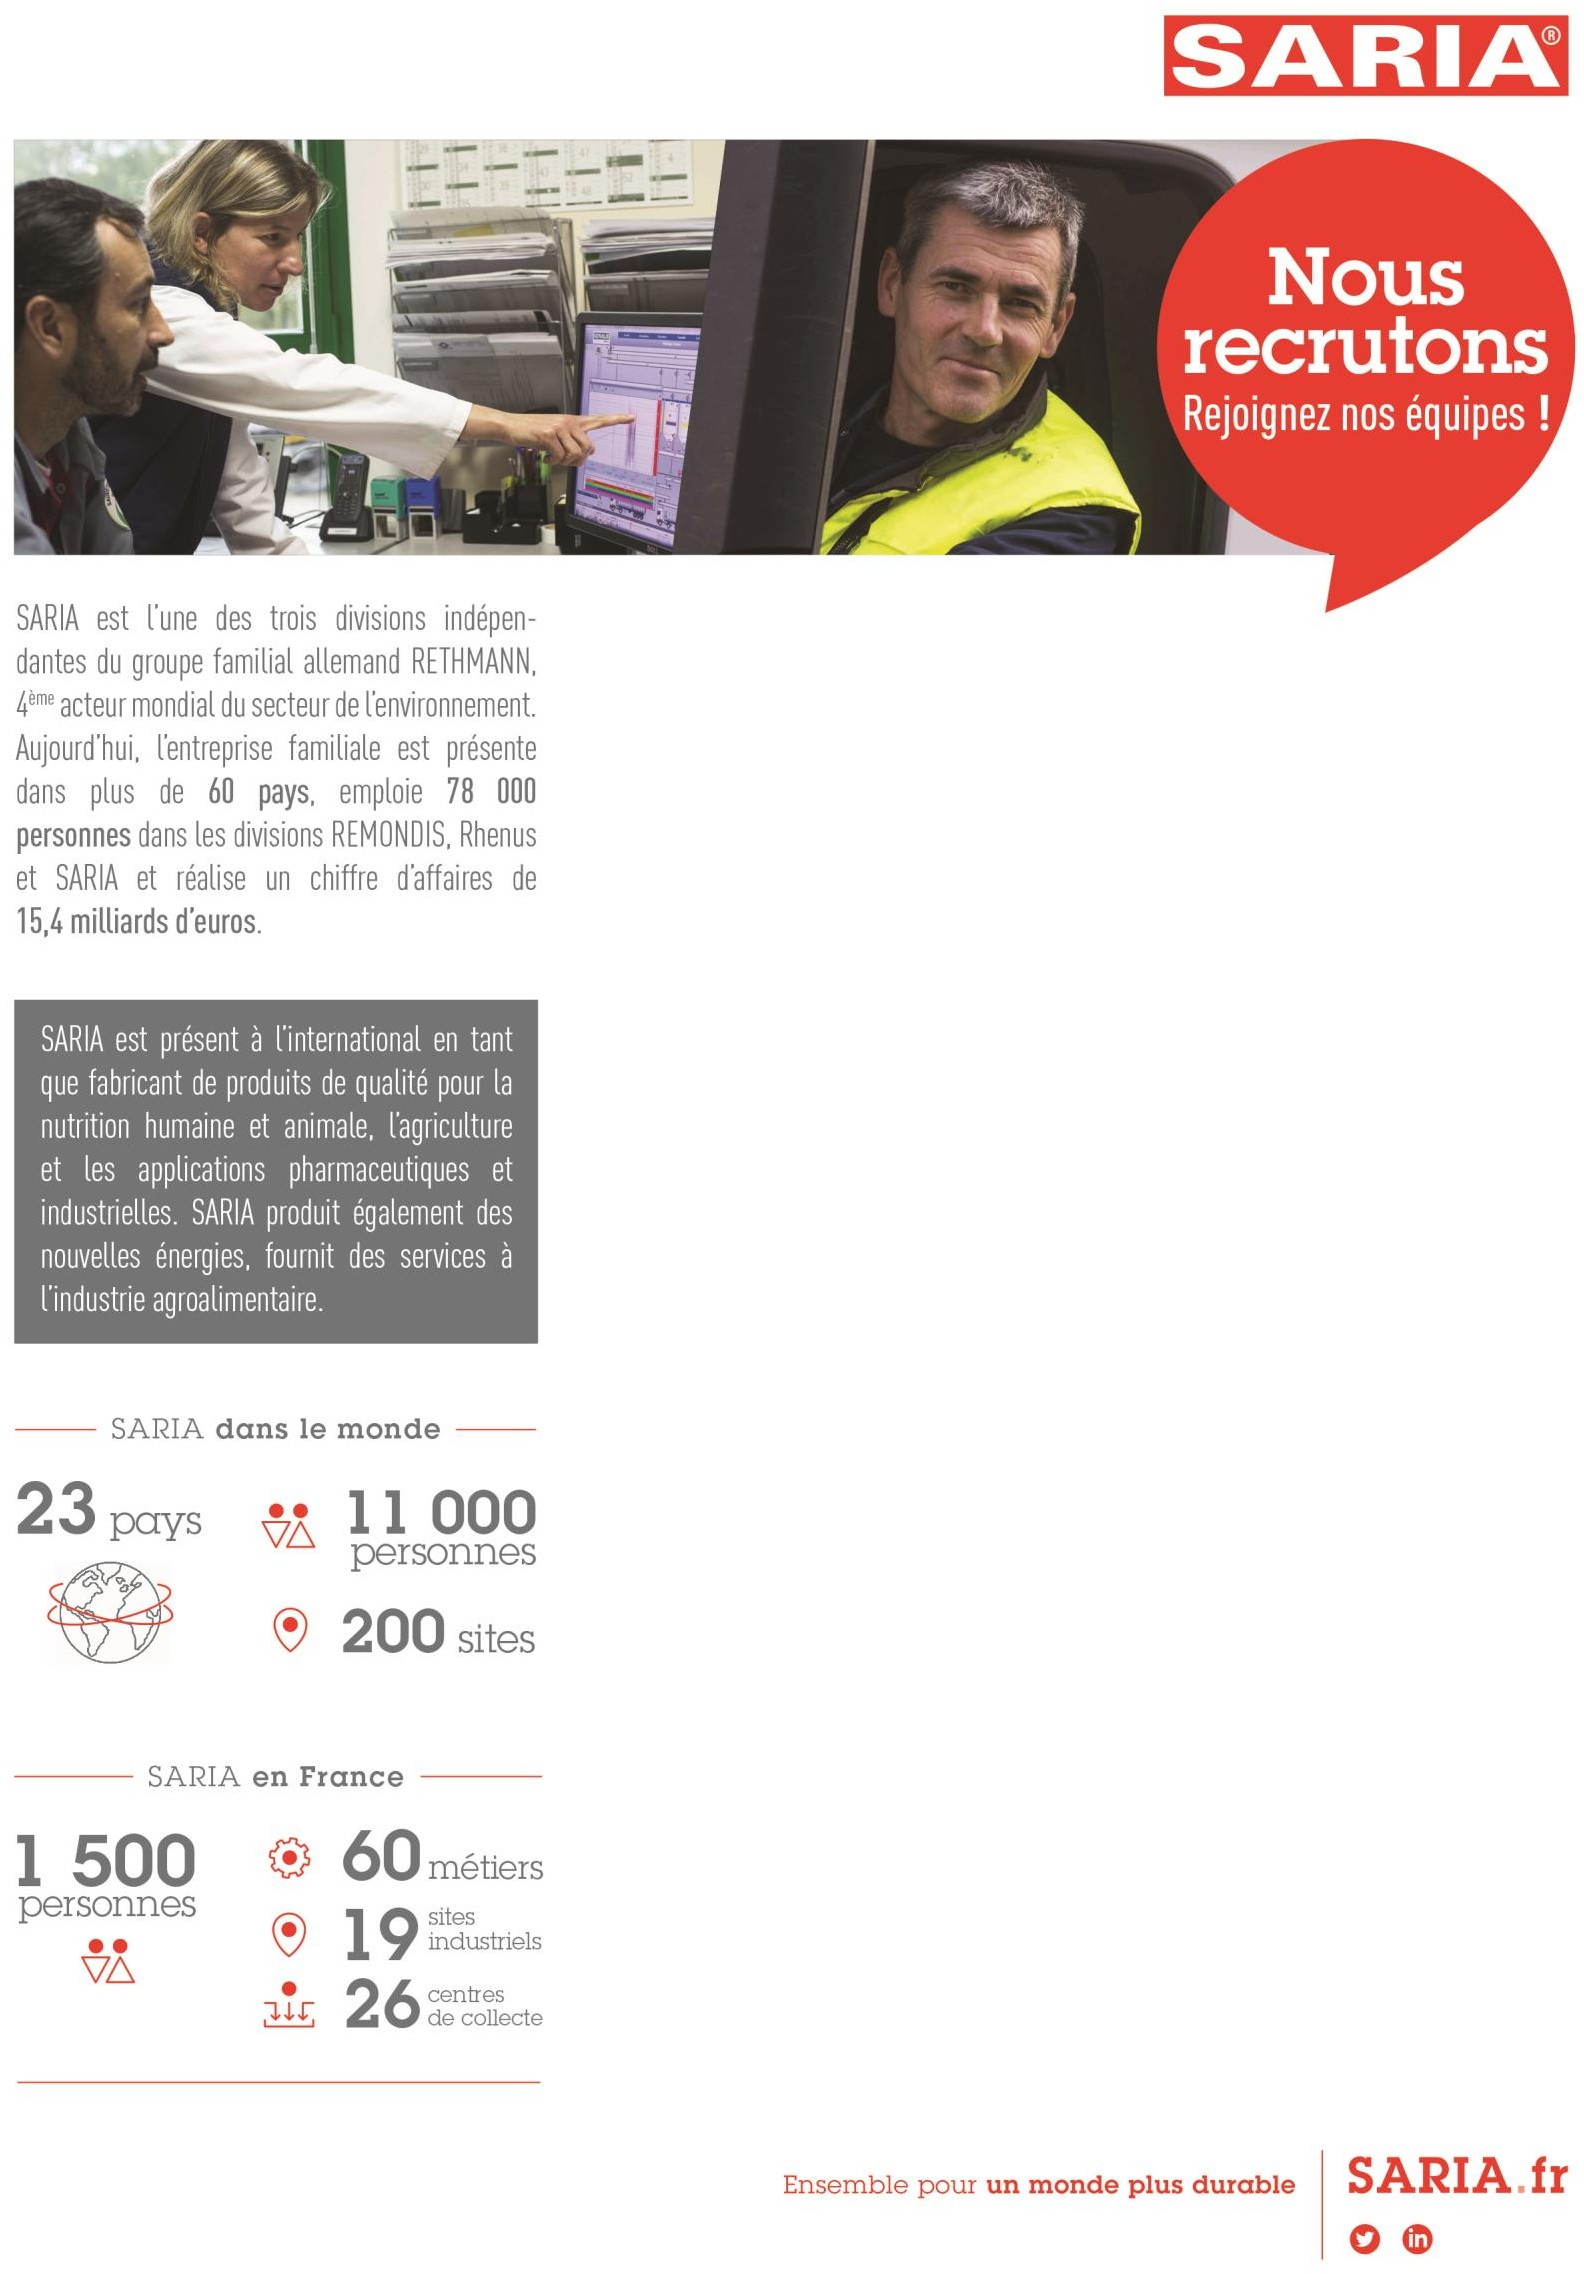 SARIA®
Nous
recrutons
Rejoignez nos équipes !
SARIA est l'une des trois divisions indépen-
dantes du groupe familial allemand RETHMANN,
4ème acteur mondial du secteur de l'environnement.
Aujourd'hui, l'entreprise familiale est présente
dans plus de 60 pays, emploie 78 000
personnes dans les divisions REMONDIS, Rhenus
et SARIA et réalise un chiffre d'affaires de
15,4 milliards d'euros.
SARIA est présent à l'international en tant
que fabricant de produits de qualité pour la
nutrition humaine et animale, l'agriculture
et les applications pharmaceutiques et
industrielles. SARIA produit également des
nouvelles énergies, fournit des services à
l'industrie agroalimentaire.
SARIA dans le monde
23 pays
11 000
personnes
200 sites
SARIA en France
1 500
personnes
60 métiers
19 sites
industriels
26 centres
de collecte
Ensemble pour un monde plus durable
SARIA.fr
in